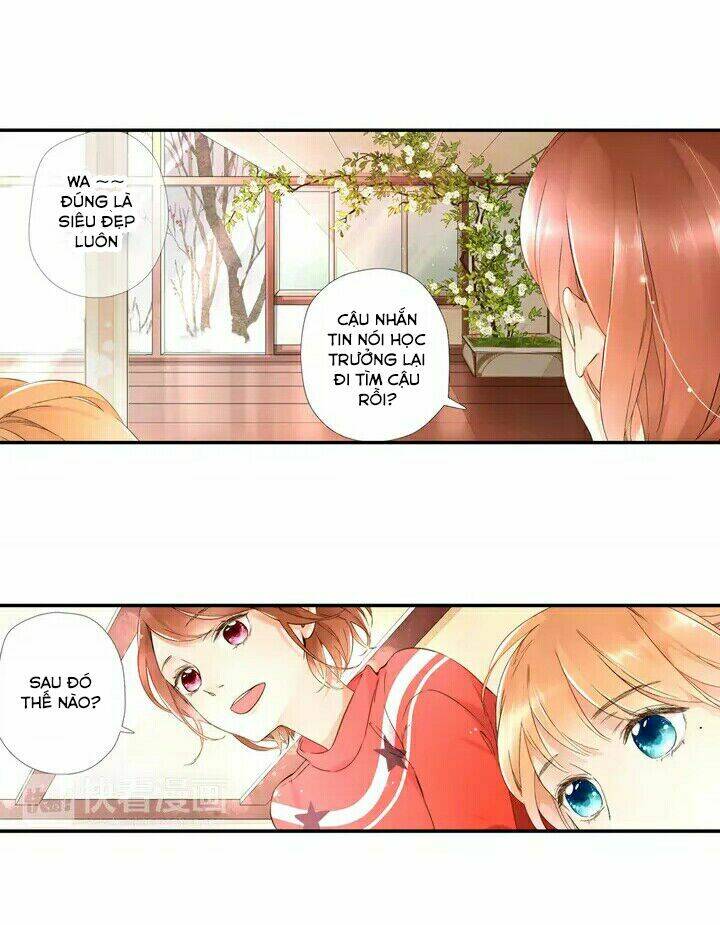 WA ~~
ĐÚNG LÀ
SIÊU ĐẸP
LUÔN
CẬU NHẮN
TIN NÓI HỌC
TRƯỞNG LẠI
ĐI TÌM CẬU
RỒI?
SAU ĐÓ
THẾ NÀO?
快看漫画